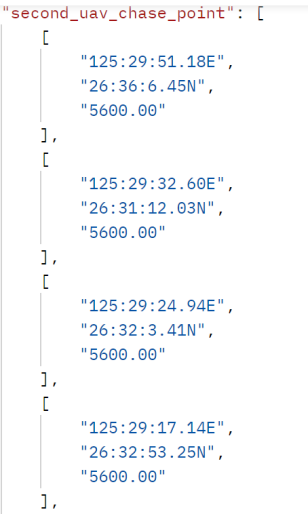 "second_uav_chase_point": [
[
"125:29:51.18E",
"26:36:6.45N",
"5600.00"
],
[
"125:29:32.60E",
"26:31:12.03N",
"5600.00"
],
[
"125:29:24.94E",
"26:32:3.41N",
"5600.00"
],
[
"125:29:17.14E",
"26:32:53.25N",
"5600.00"
],